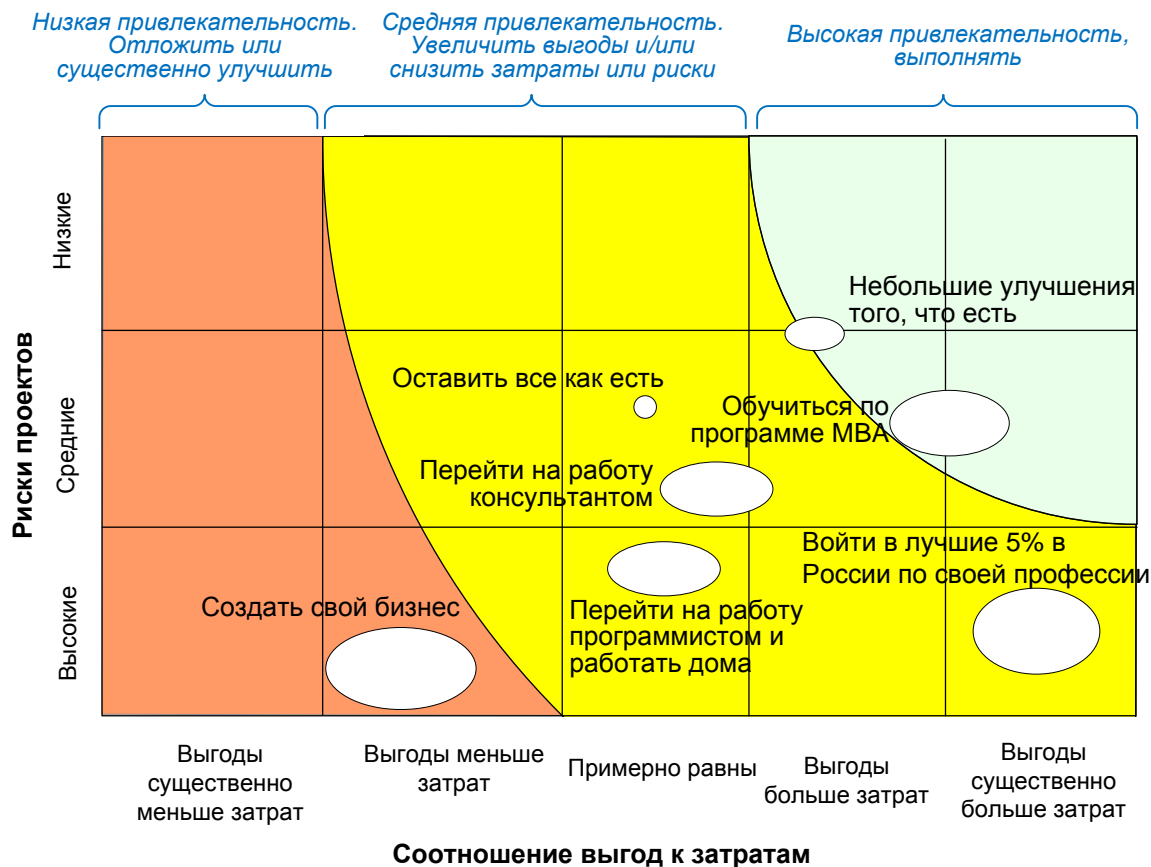 Низкая привлекательность.
Отложить или
существенно улучшить
Средняя привлекательность.
Увеличить выгоды и/или
снизить затраты или риски
Высокая привлекательность,
выполнять
Риски проектов
Низкие
Средние
Высокие
Небольшие улучшения
того, что есть
Оставить все как есть
Обучиться по
программе MBA
Перейти на работу
консультантом
Войти в лучшие 5% в
России по своей профессии
Создать свой бизнес
Перейти на работу
программистом и
работать дома
Выгоды
существенно
меньше затрат
Выгоды меньше
затрат
Примерно равны
Выгоды
больше затрат
Выгоды
существенно
больше затрат
Соотношение выгод к затратам